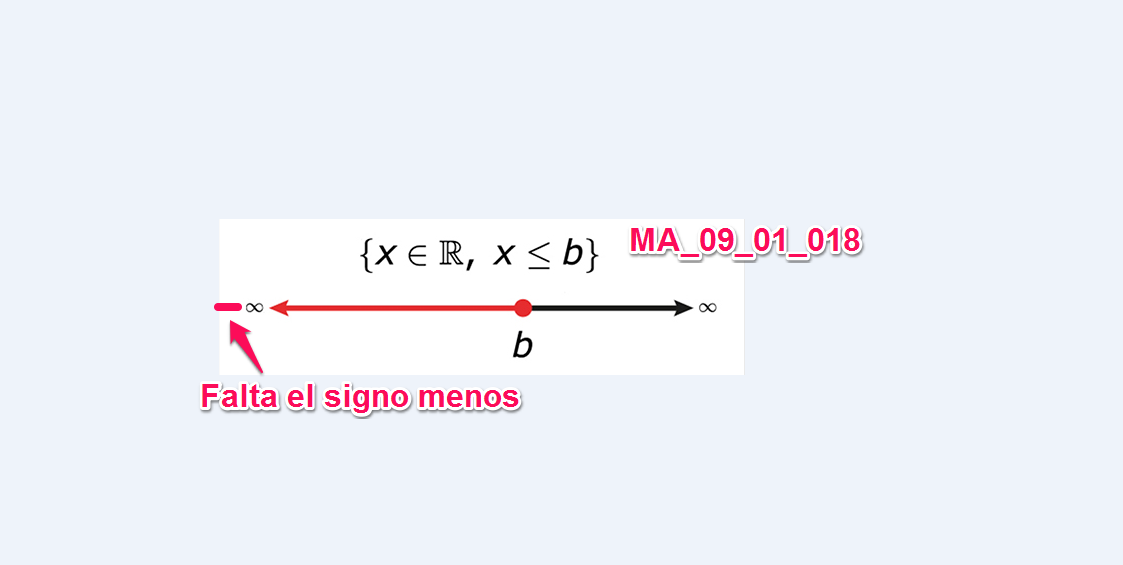 {x ∈ ℝ, x ≤ b}
MA_09_01_018
−∞ ∞
b
Falta el signo menos